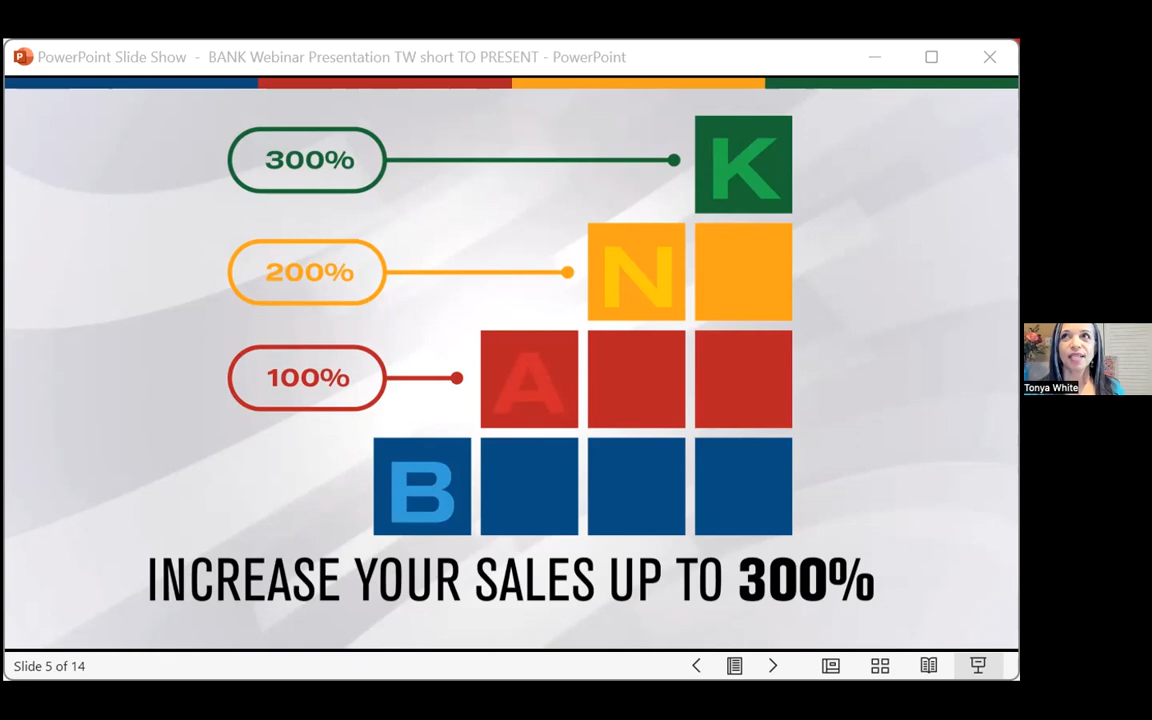 PowerPoint Slide Show - BANK Webinar Presentation TW short TO PRESENT - PowerPoint
300%
K
200%
N
100%
A
B
INCREASE YOUR SALES UP TO 300%
Tonya White
Slide 5 of 14